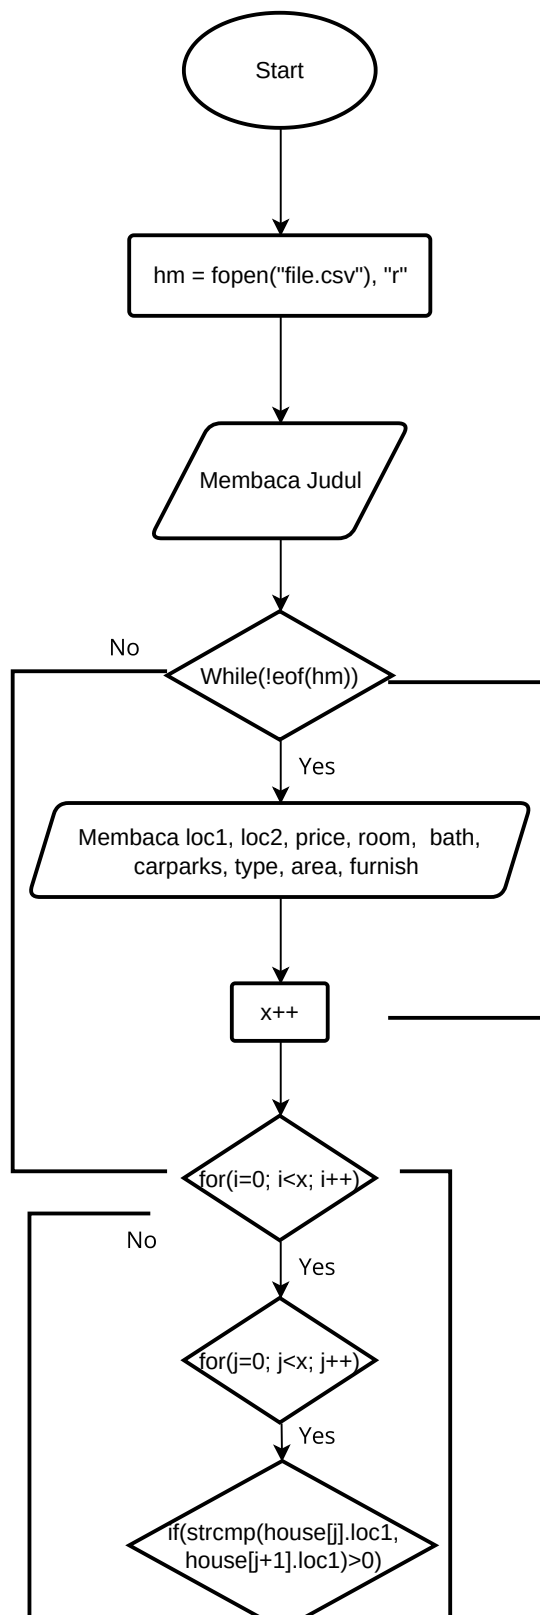 Start
hm = fopen("file.csv"), "r"
Membaca Judul
No
While(!eof(hm))
Yes
Membaca loc1, loc2, price, room, bath,
carparks, type, area, furnish
x++
for(i=0; i<x; i++)
No
Yes
for(j=0; j<x; j++)
Yes
if(strcmp(house[j].loc1,
house[j+1].loc1)>0)